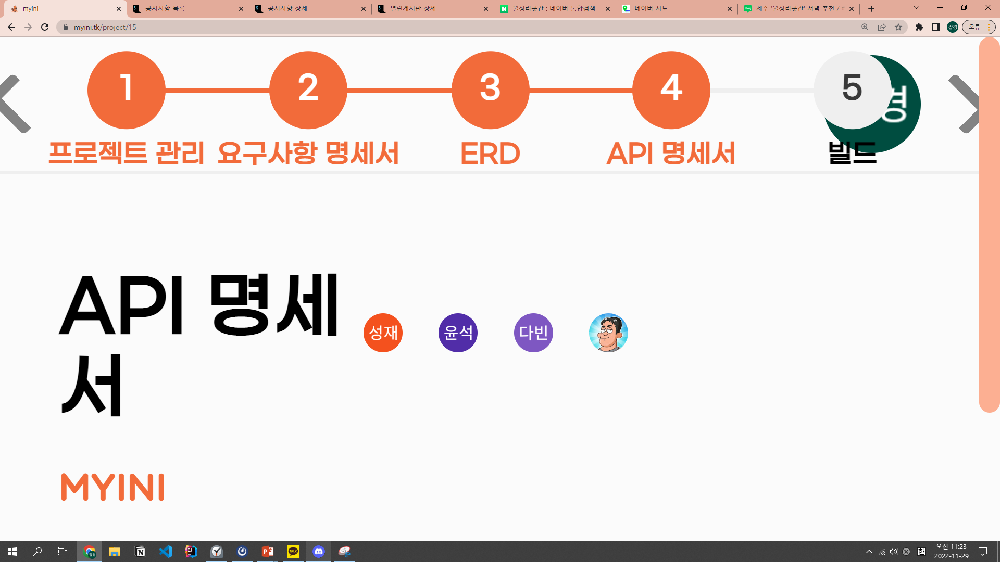 myini
공지사항 목록
공지사항 상세
열린게시판 상세
월정리곳간 : 네이버 통합검색
네이버 지도
제주 '월정리곳간' 저녁 추천 / #
myini.tk/project/15
갑경
오류
1
2
3
4
5
경
프로젝트 관리
요구사항 명세서
ERD
API 명세서
빌드
API 명세
서
성재
윤석
다빈
MYINI
갑경
TALK
한
오전 11:23
2022-11-29